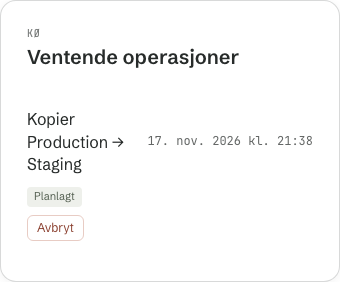 KØ
Ventende operasjoner
Kopier
Production → 17. nov. 2026 kl. 21:38
Staging
Planlagt
Avbryt